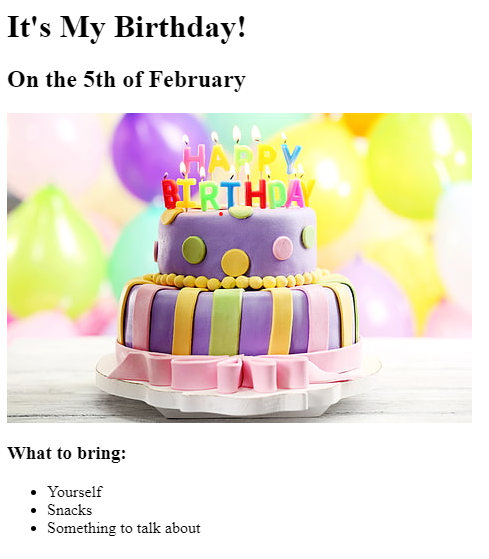 It's My Birthday!
On the 5th of February
HAPPY
BIRTHDAY
What to bring:
Yourself
Snacks
Something to talk about